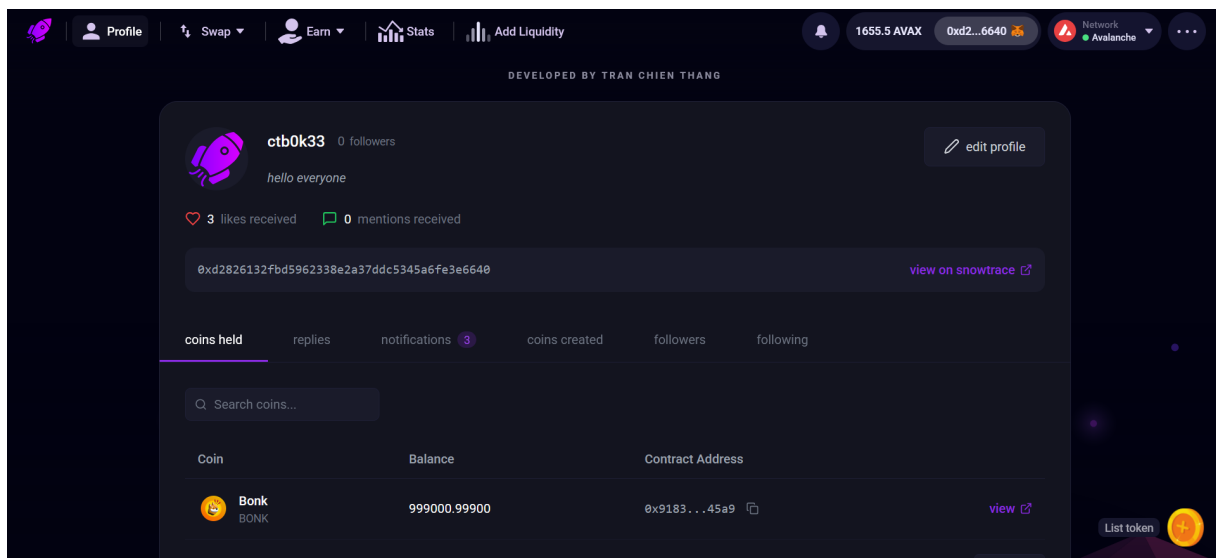 Profile
Swap
Earn
Stats
Add Liquidity
1655.5 AVAX
0xd2...6640
Network
Avalanche
DEVELOPED BY TRAN CHIEN THANG
ctb0k33
0 followers
edit profile
hello everyone
3 likes received
0 mentions received
0xd2826132fbd5962338e2a37ddc5345a6fe3e6640
view on snowtrace
coins held
replies
notifications 3
coins created
followers
following
Search coins...
Coin
Balance
Contract Address
Bonk
BONK
999000.99900
0x9183...45a9
view
List token